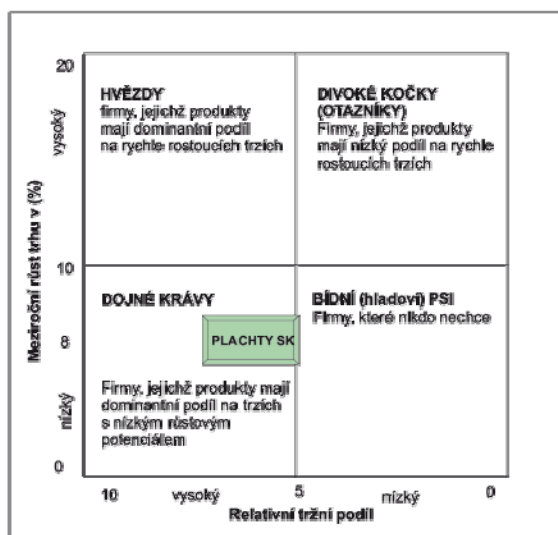 20
HVĚZDY
firmy, jejichž produkty
mají dominantní podíl
na rychle rostoucích trzích
DIVOKÉ KOČKY
(OTAZNÍKY)
Firmy, jejichž produkty
mají nízký podíl na rychle
rostoucích trzích
vysoký
Meziroční růst trhu v (%)
10
DOJNÉ KRÁVY
BÍDNÍ (hladoví) PSI
Firmy, které nikdo nechce
PLACHTY SK
Firmy, jejichž produkty mají
dominantní podíl na trzích
s nízkým růstovým
potenciálem
nízký
0
10
vysoký
5
nízký
0
Relativní tržní podíl